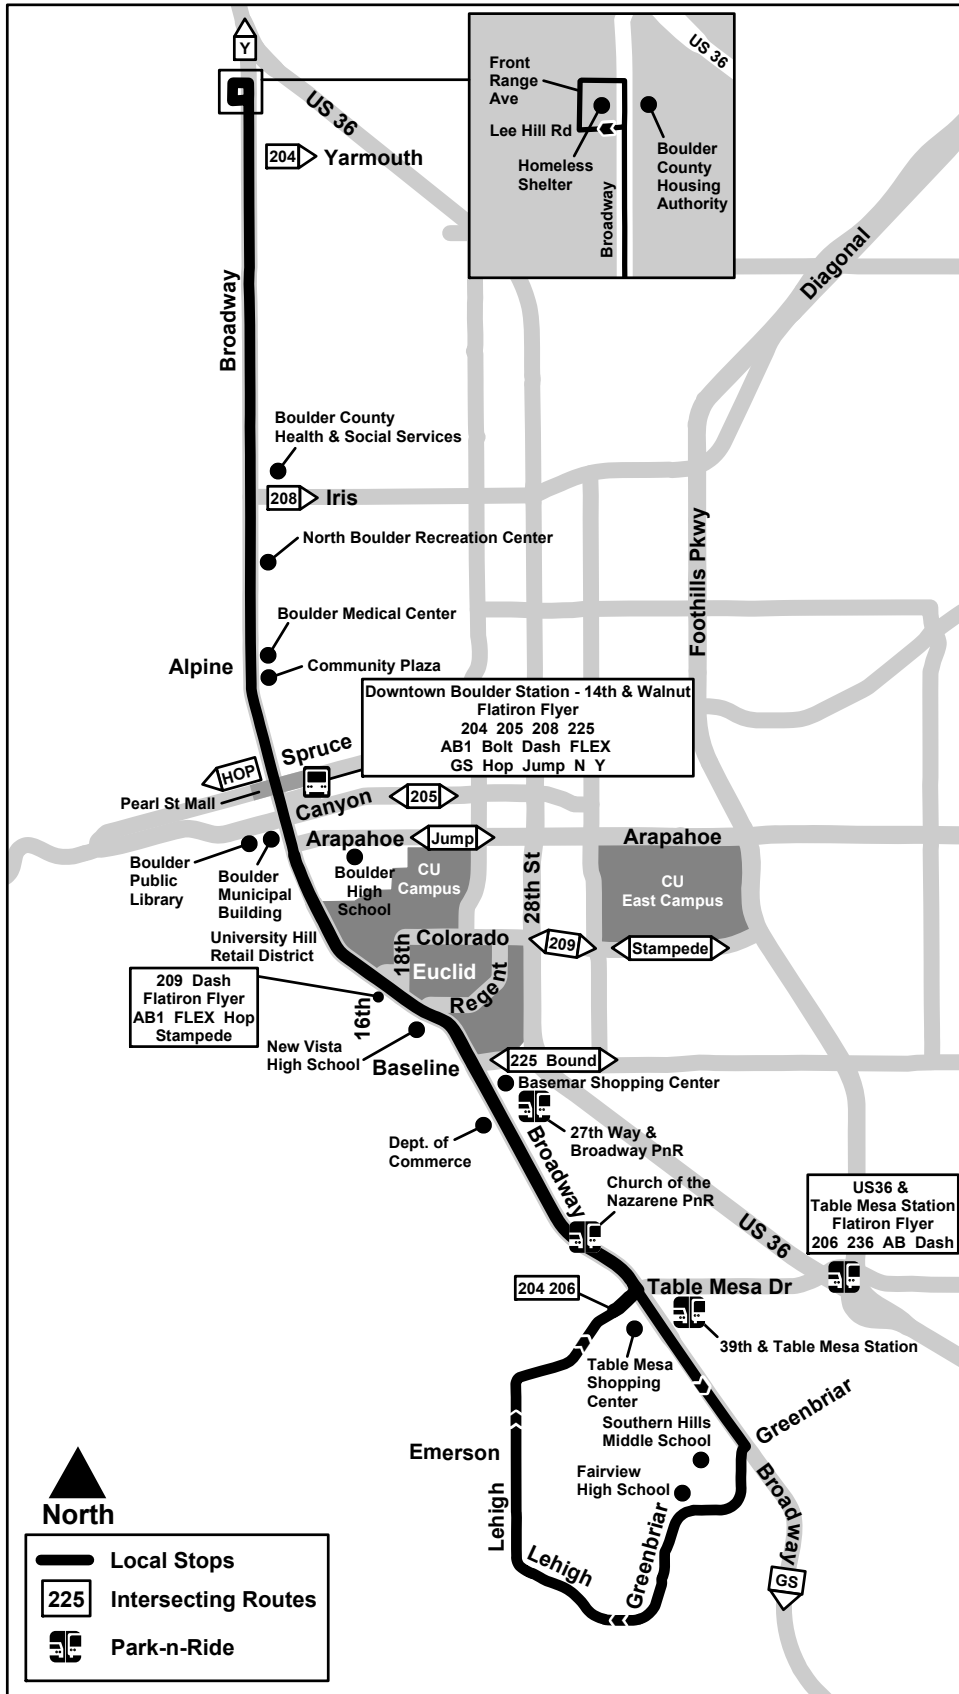 Y
US 36
204
Yarmouth
Broadway
Front
Range
Ave
Lee Hill Rd
Homeless
Shelter
Broadway
US 36
Boulder
County
Housing
Authority
Diagonal
Boulder County
Health & Social Services
208
Iris
North Boulder Recreation Center
Foothills Pkwy
Boulder Medical Center
Alpine
Community Plaza
Downtown Boulder Station - 14th & Walnut
Flatiron Flyer
204 205 208 225
AB1 Bolt Dash FLEX
GS Hop Jump N Y
Spruce
HOP
Pearl St Mall
Canyon
205
Arapahoe
Jump
Arapahoe
Boulder
Public
Library
Boulder
Municipal
Building
Boulder
High
School
CU
Campus
28th St
CU
East Campus
University Hill
Retail District
18th
Colorado
209
Stampede
Euclid
Regent
209 Dash
Flatiron Flyer
AB1 FLEX Hop
Stampede
16th
New Vista
High School
Baseline
225 Bound
Basemar Shopping Center
27th Way &
Broadway PnR
Dept. of
Commerce
Broadway
Church of the
Nazarene PnR
US 36
US36 &
Table Mesa Station
Flatiron Flyer
206 236 AB Dash
204 206
Table Mesa Dr
39th & Table Mesa Station
Table Mesa
Shopping
Center
Southern Hills
Middle School
Greenbriar
Emerson
Fairview
High School
Broadway
Lehigh
Lehigh
Greenbriar
GS
North
Local Stops
225
Intersecting Routes
Park-n-Ride